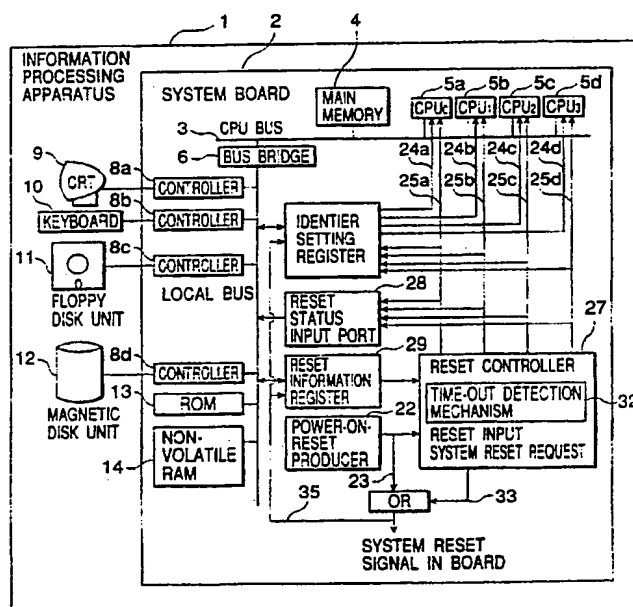 1
2
4
INFORMATION
PROCESSING
APPARATUS
SYSTEM BOARD
MAIN
MEMORY
5a 5b 5c 5d
CPU0 CPU1 CPU2 CPU3
3 CPU BUS
6 BUS BRIDGE
24a 24b 24c 24d
25a 25b 25c 25d
9 CRT
8a CONTROLLER
10 KEYBOARD
8b CONTROLLER
11
FLOPPY
DISK UNIT
8c CONTROLLER
LOCAL BUS
IDENTIER
SETTING
REGISTER
28
RESET
STATUS
INPUT PORT
27
29
RESET
INFORMATION
REGISTER
RESET CONTROLLER
TIME-OUT DETECTION
MECHANISM
32
12
MAGNETIC
DISK UNIT
8d CONTROLLER
13 ROM
14 NON-
VOLATILE
RAM
22
POWER-ON-
RESET
PRODUCER
RESET INPUT
SYSTEM RESET REQUEST
23
35
OR
33
SYSTEM RESET
SIGNAL IN BOARD